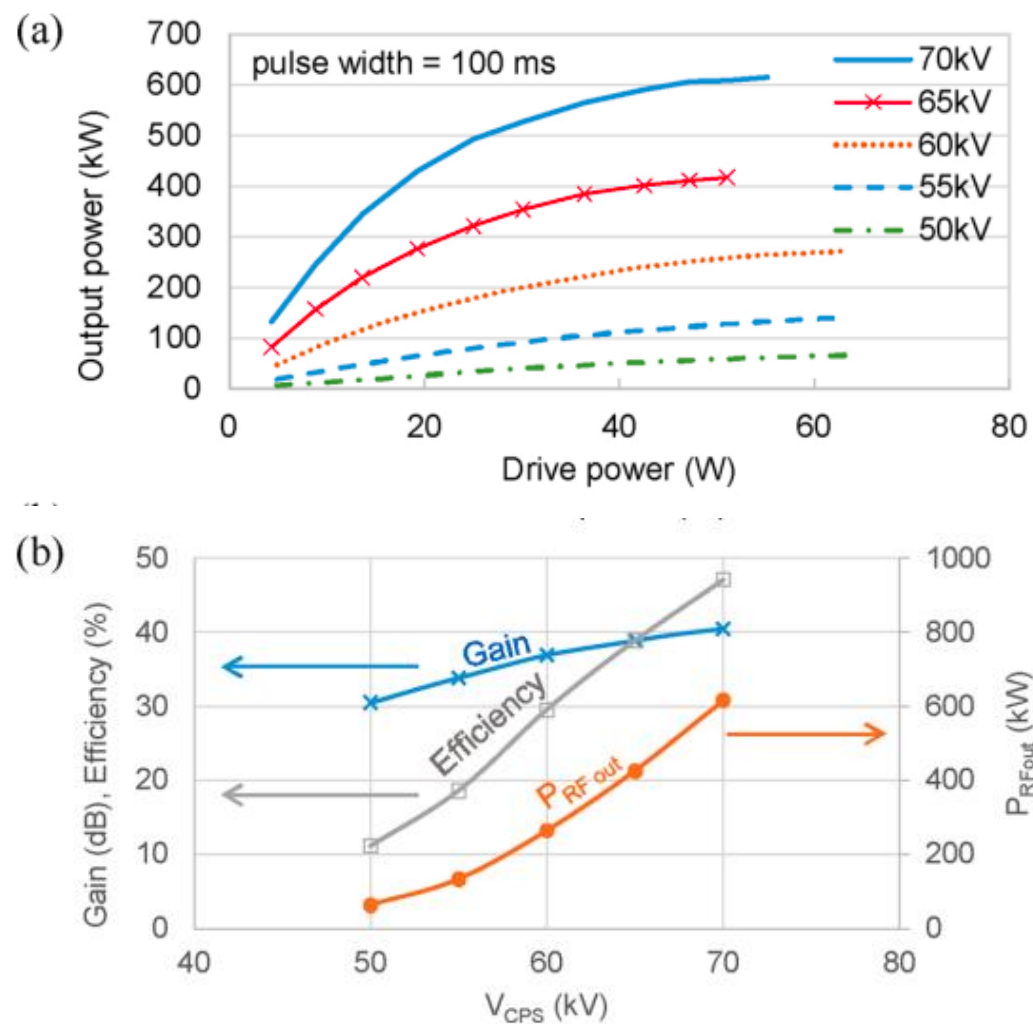 (a)
700
600
500
400
300
200
100
0
Output power (kW)
pulse width = 100 ms
70kV
65kV
60kV
55kV
50kV
0 20 40 60 80
Drive power (W)
(b)
50
40
30
20
10
0
Gain (dB), Efficiency (%)
Gain
Efficiency
PRF out
1000
800
600
400
200
0
PRFout (kW)
40 50 60 70 80
VCPS (kV)